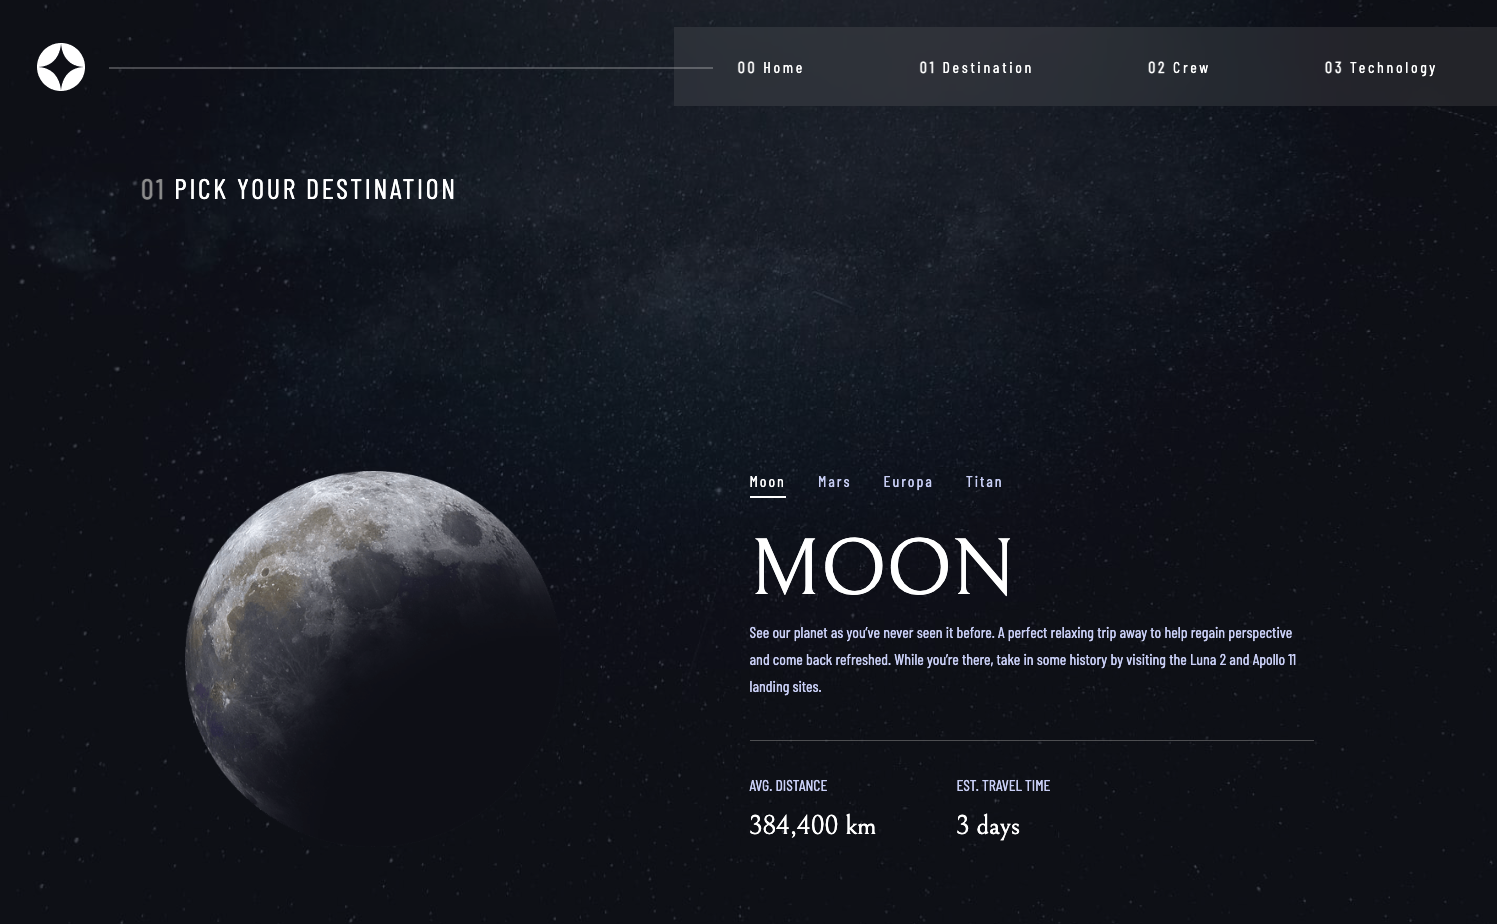 00 Home 01 Destination 02 Crew 03 Technology
01 PICK YOUR DESTINATION
Moon Mars Europa Titan
MOON
See our planet as you’ve never seen it before. A perfect relaxing trip away to help regain perspective
and come back refreshed. While you’re there, take in some history by visiting the Luna 2 and Apollo 11
landing sites.
AVG. DISTANCE EST. TRAVEL TIME
384,400 km 3 days